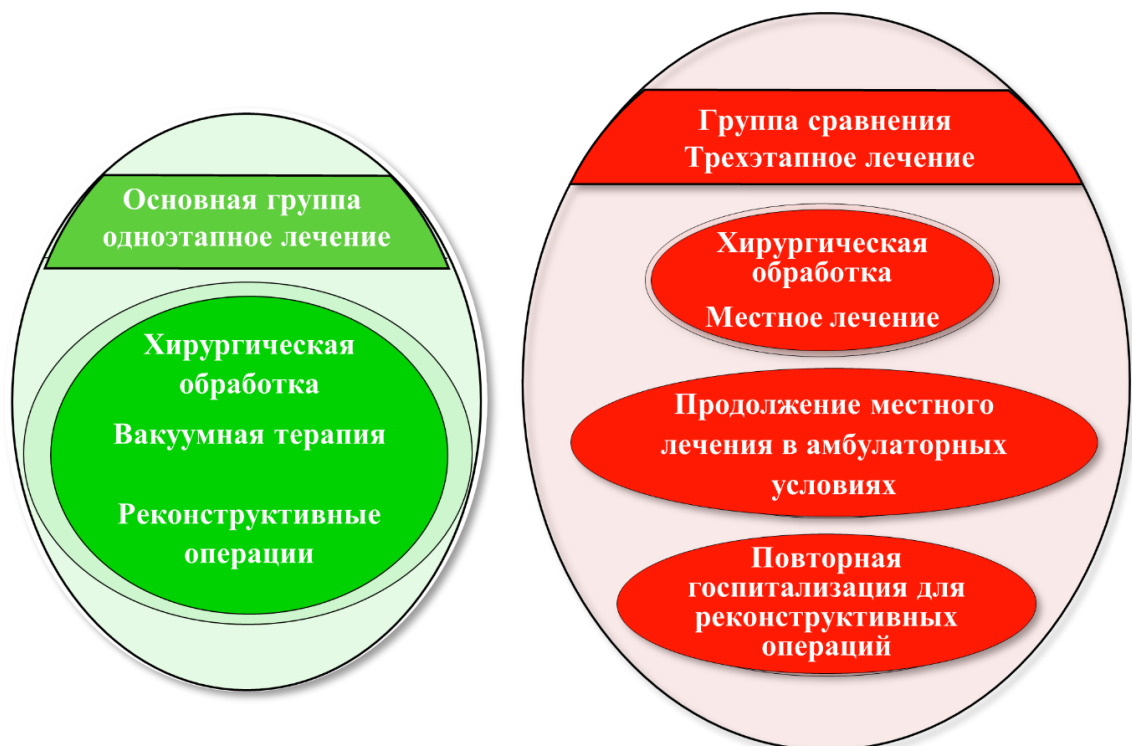 Основная группа
одноэтапное лечение
Хирургическая
обработка
Вакуумная терапия
Реконструктивные
операции
Группа сравнения
Трехэтапное лечение
Хирургическая
обработка
Местное лечение
Продолжение местного
лечения в амбулаторных
условиях
Повторная
госпитализация для
реконструктивных
операций